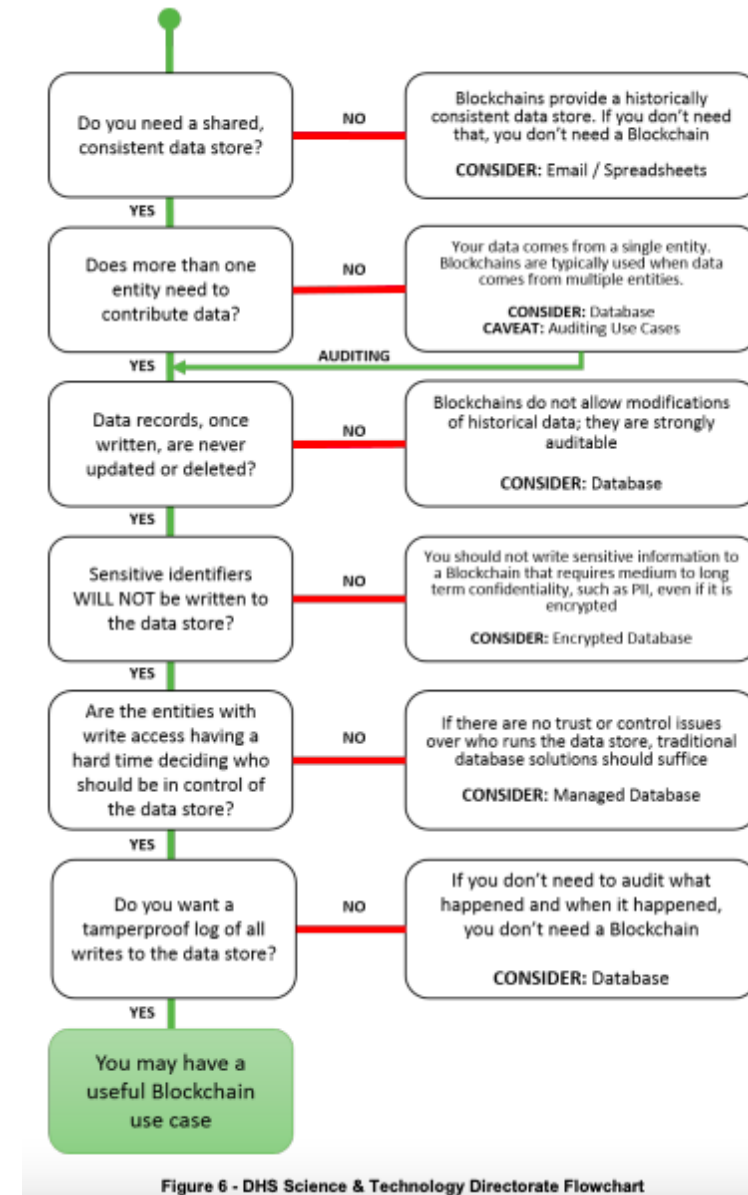 Do you need a shared,
consistent data store?
NO
Blockchains provide a historically
consistent data store. If you don't need
that, you don't need a Blockchain
CONSIDER: Email / Spreadsheets
YES
Does more than one
entity need to
contribute data?
NO
Your data comes from a single entity.
Blockchains are typically used when data
comes from multiple entities.
CONSIDER: Database
CAVEAT: Auditing Use Cases
AUDITING
YES
Data records, once
written, are never
updated or deleted?
NO
Blockchains do not allow modifications
of historical data; they are strongly
auditable
CONSIDER: Database
YES
Sensitive identifiers
WILL NOT be written to
the data store?
NO
You should not write sensitive information to
a Blockchain that requires medium to long
term confidentiality, such as PII, even if it is
encrypted
CONSIDER: Encrypted Database
YES
Are the entities with
write access having a
hard time deciding who
should be in control of
the data store?
NO
If there are no trust or control issues
over who runs the data store, traditional
database solutions should suffice
CONSIDER: Managed Database
YES
Do you want a
tamperproof log of all
writes to the data store?
NO
If you don't need to audit what
happened and when it happened,
you don't need a Blockchain
CONSIDER: Database
YES
You may have a
useful Blockchain
use case
Figure 6 - DHS Science & Technology Directorate Flowchart